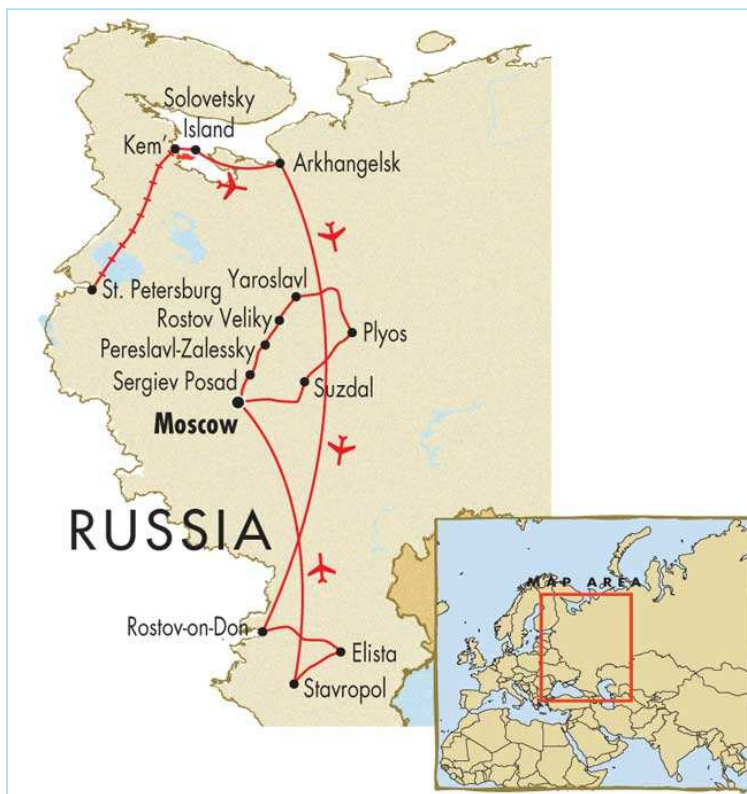 Solovetsky
Island
Kem'
Arkhangelsk
St. Petersburg
Yaroslavl
Rostov Veliky
Plyos
Pereslavl-Zalessky
Sergiev Posad
Suzdal
Moscow
RUSSIA
MAP AREA
Rostov-on-Don
Elista
Stavropol